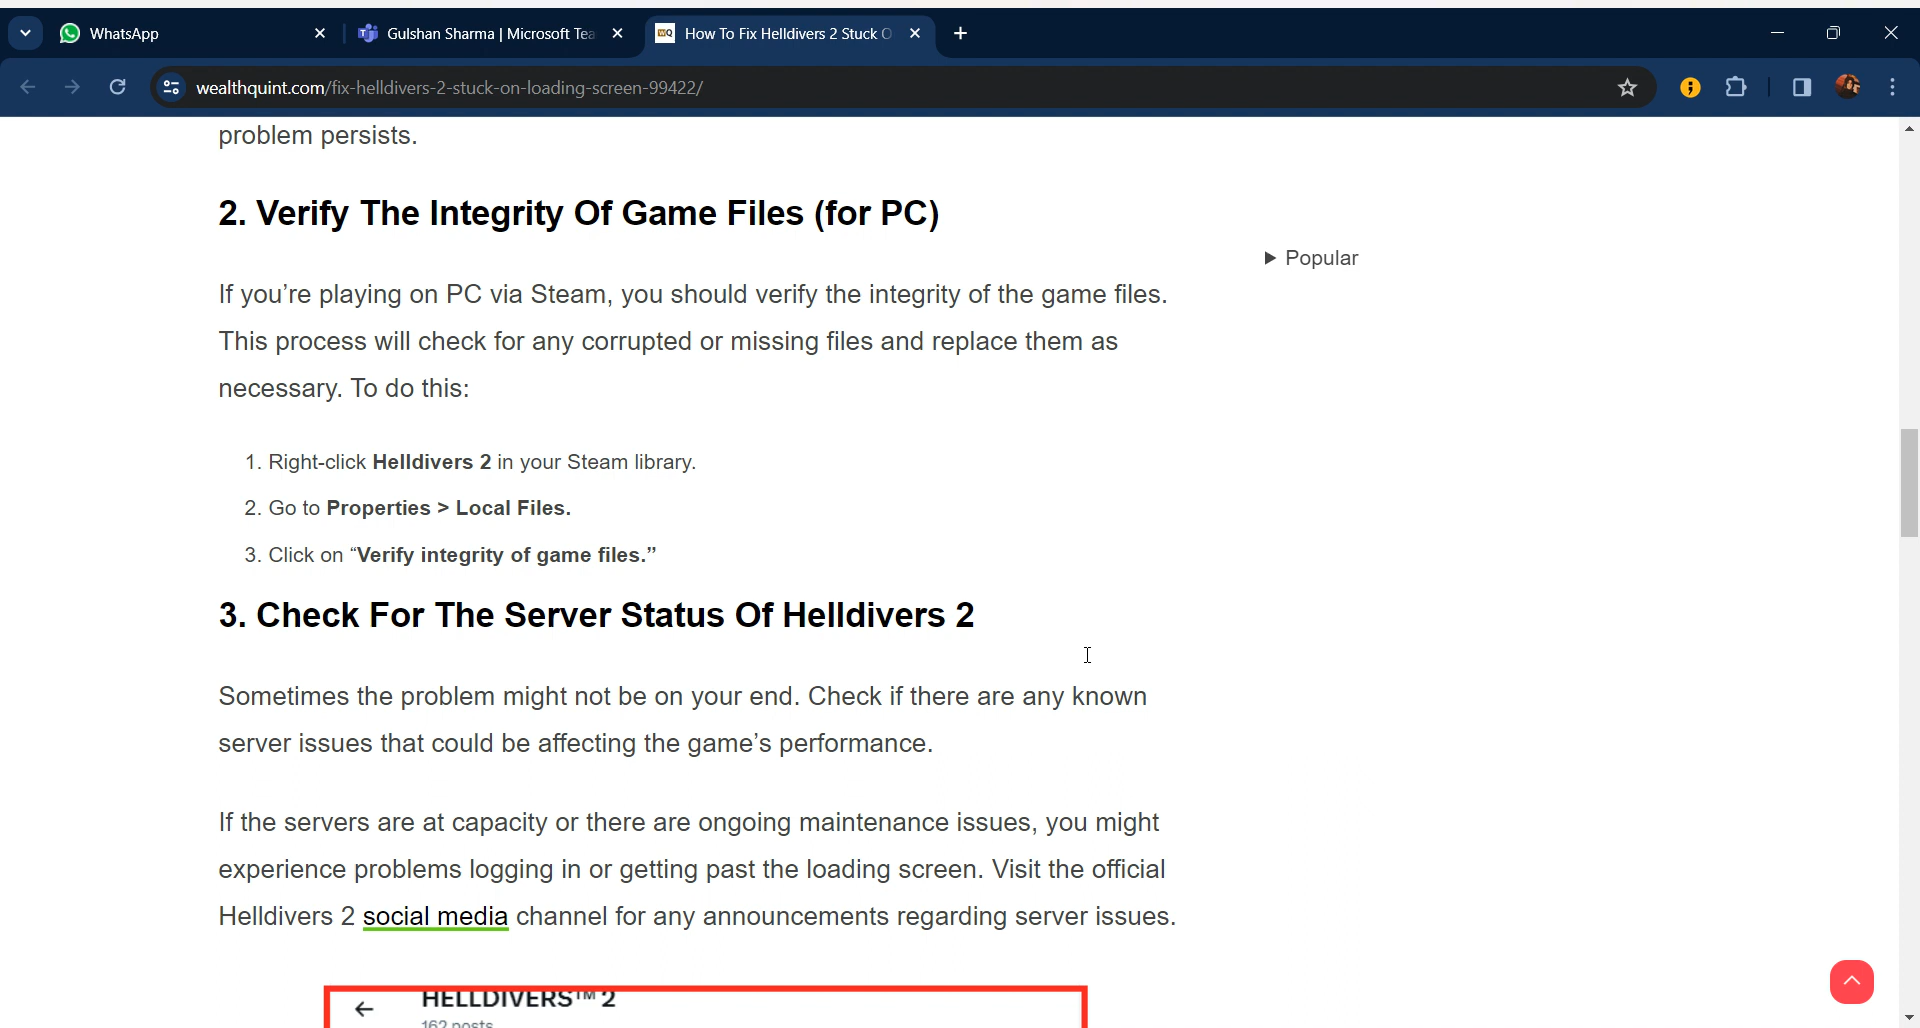 WhatsApp
Gulshan Sharma | Microsoft Tea
How To Fix Helldivers 2 Stuck O
wealthquint.com/fix-helldivers-2-stuck-on-loading-screen-99422/
problem persists.
2. Verify The Integrity Of Game Files (for PC)
Popular
If you’re playing on PC via Steam, you should verify the integrity of the game files.
This process will check for any corrupted or missing files and replace them as
necessary. To do this:
1. Right-click Helldivers 2 in your Steam library.
2. Go to Properties > Local Files.
3. Click on “Verify integrity of game files.”
3. Check For The Server Status Of Helldivers 2
Sometimes the problem might not be on your end. Check if there are any known
server issues that could be affecting the game’s performance.
If the servers are at capacity or there are ongoing maintenance issues, you might
experience problems logging in or getting past the loading screen. Visit the official
Helldivers 2 social media channel for any announcements regarding server issues.
HELLDIVERS™ 2
162 posts